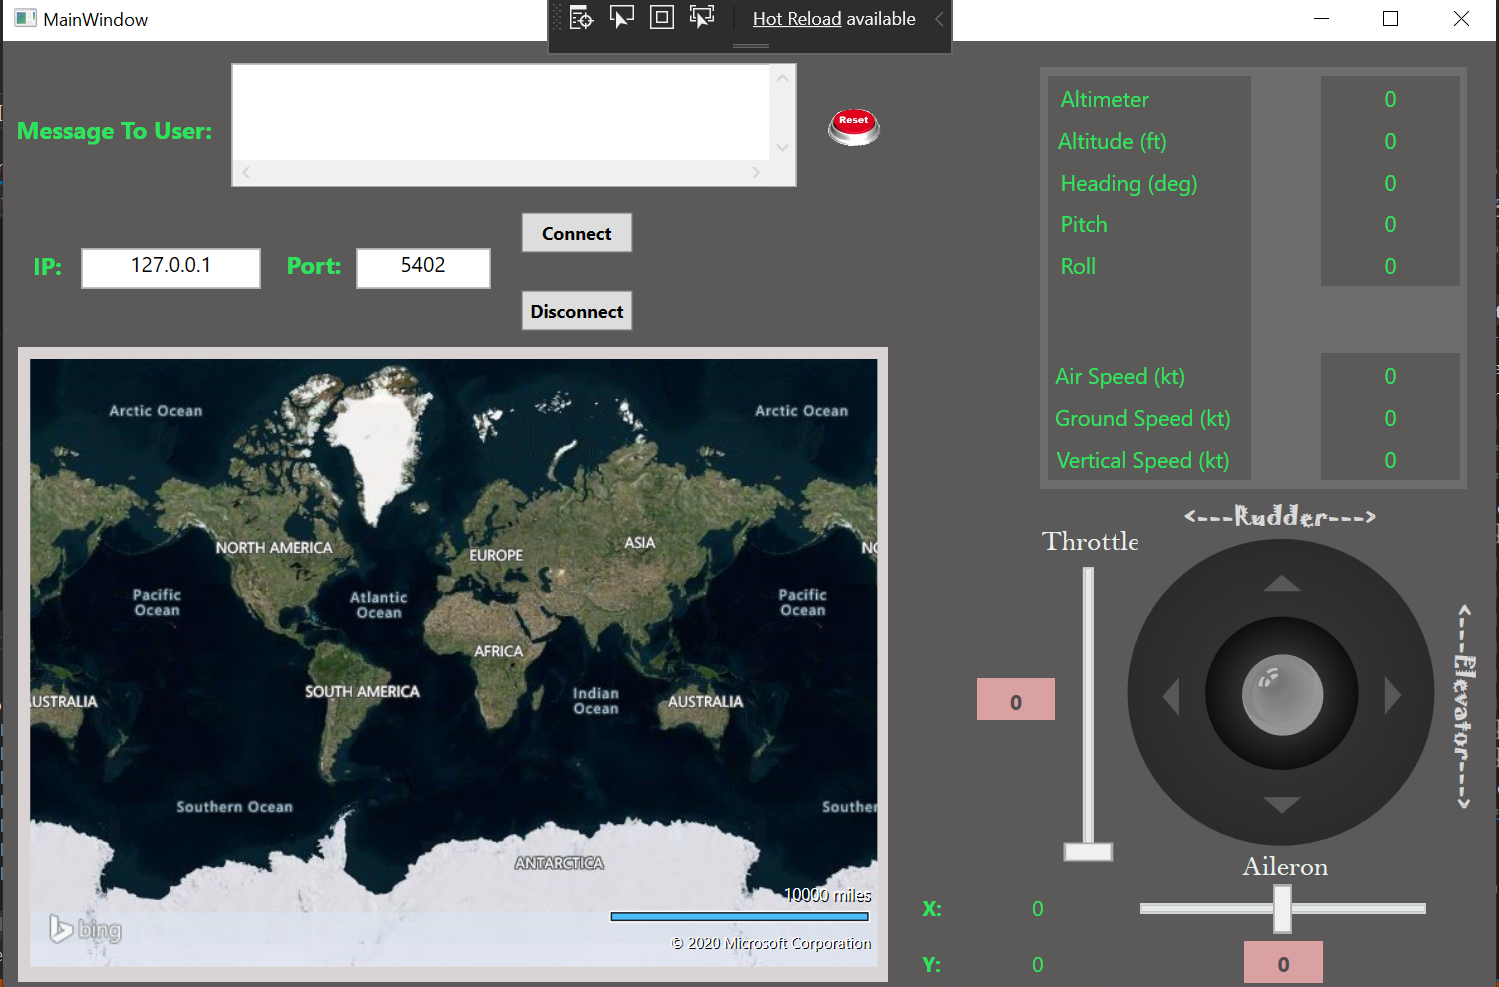 MainWindow
Hot Reload available
Message To User:
Reset
Connect
IP:
127.0.0.1
Port:
5402
Disconnect
Altimeter 0
Altitude (ft) 0
Heading (deg) 0
Pitch 0
Roll 0
Air Speed (kt) 0
Ground Speed (kt) 0
Vertical Speed (kt) 0
Arctic Ocean
Arctic Ocean
NORTH AMERICA
EUROPE
ASIA
NO
Pacific
Ocean
Atlantic
Ocean
Pacific
Ocean
AFRICA
SOUTH AMERICA
Indian
Ocean
USTRALIA
AUSTRALIA
Southern Ocean
Souther
ANTARCTICA
10000 miles
bing
© 2020 Microsoft Corporation
<---Rudder--->
Throttle
<---Elevator--->
0
Aileron
X: 0
Y: 0
0